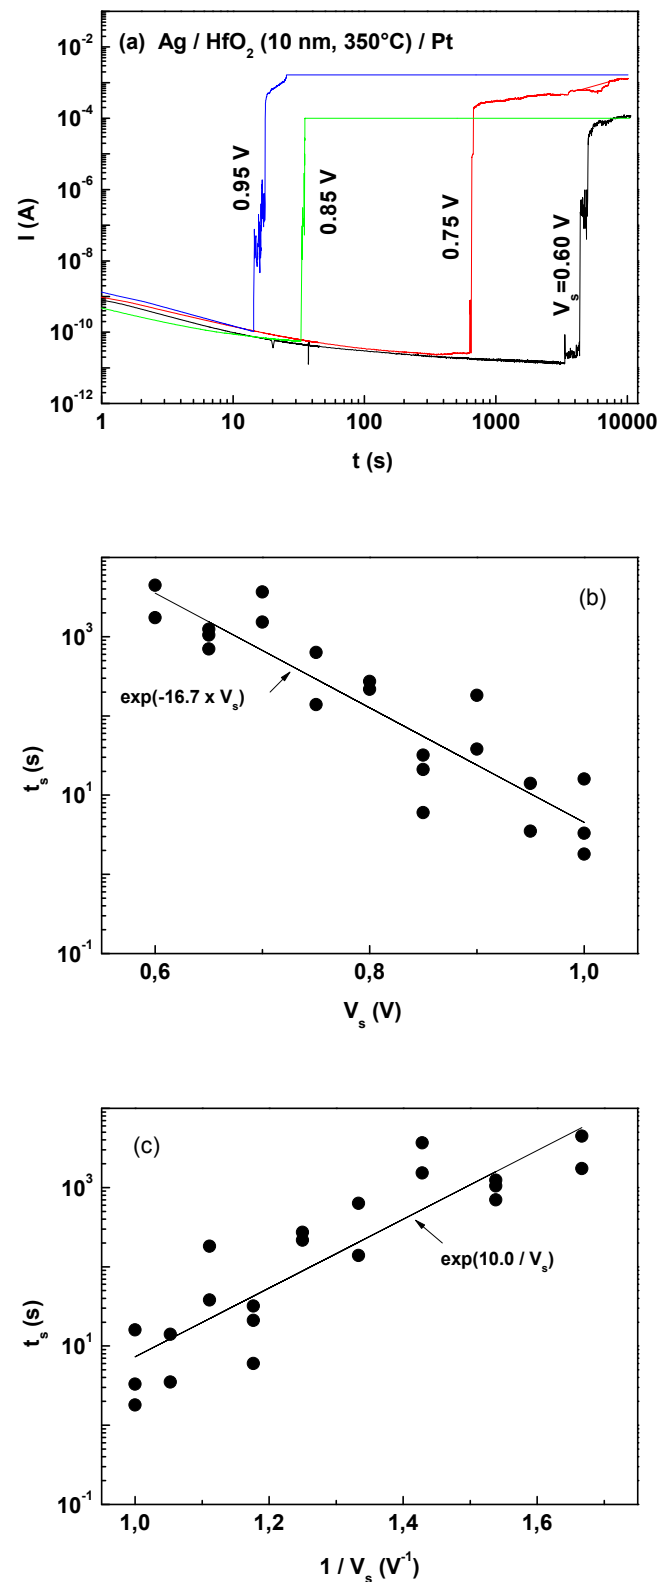 (a) Ag / HfO₂ (10 nm, 350°C) / Pt
10⁻²
10⁻⁴
10⁻⁶
10⁻⁸
10⁻¹⁰
10⁻¹²
I (A)
0.95 V
0.85 V
0.75 V
Vₛ=0.60 V
1 10 100 1000 10000
t (s)
(b)
10³
10¹
10⁻¹
tₛ (s)
exp(-16.7 x Vₛ)
0,6 0,8 1,0
Vₛ (V)
(c)
10³
10¹
10⁻¹
tₛ (s)
exp(10.0 / Vₛ)
1,0 1,2 1,4 1,6
1 / Vₛ (V⁻¹)